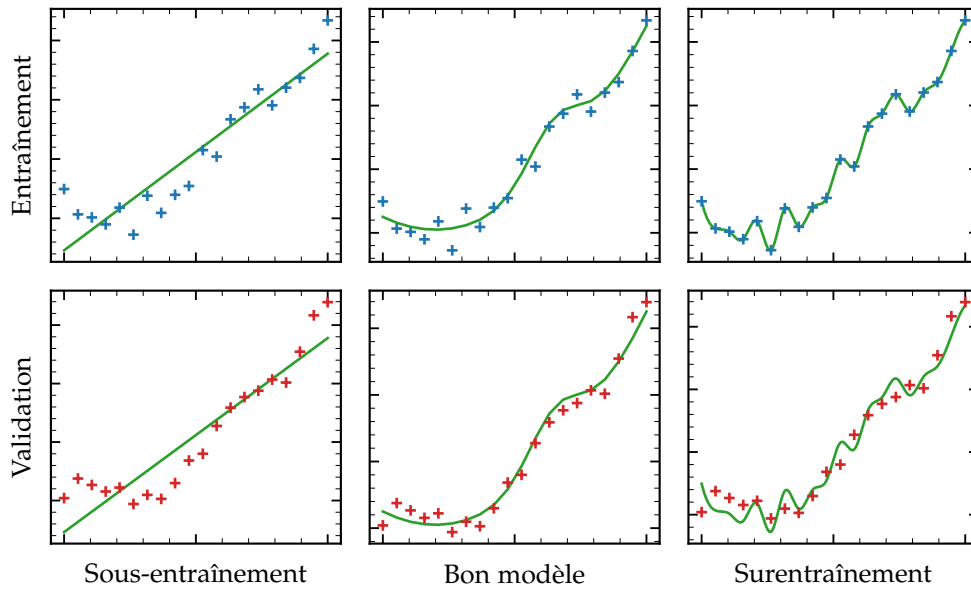 Entraînement
Validation
Sous-entraînement
Bon modèle
Surentraînement